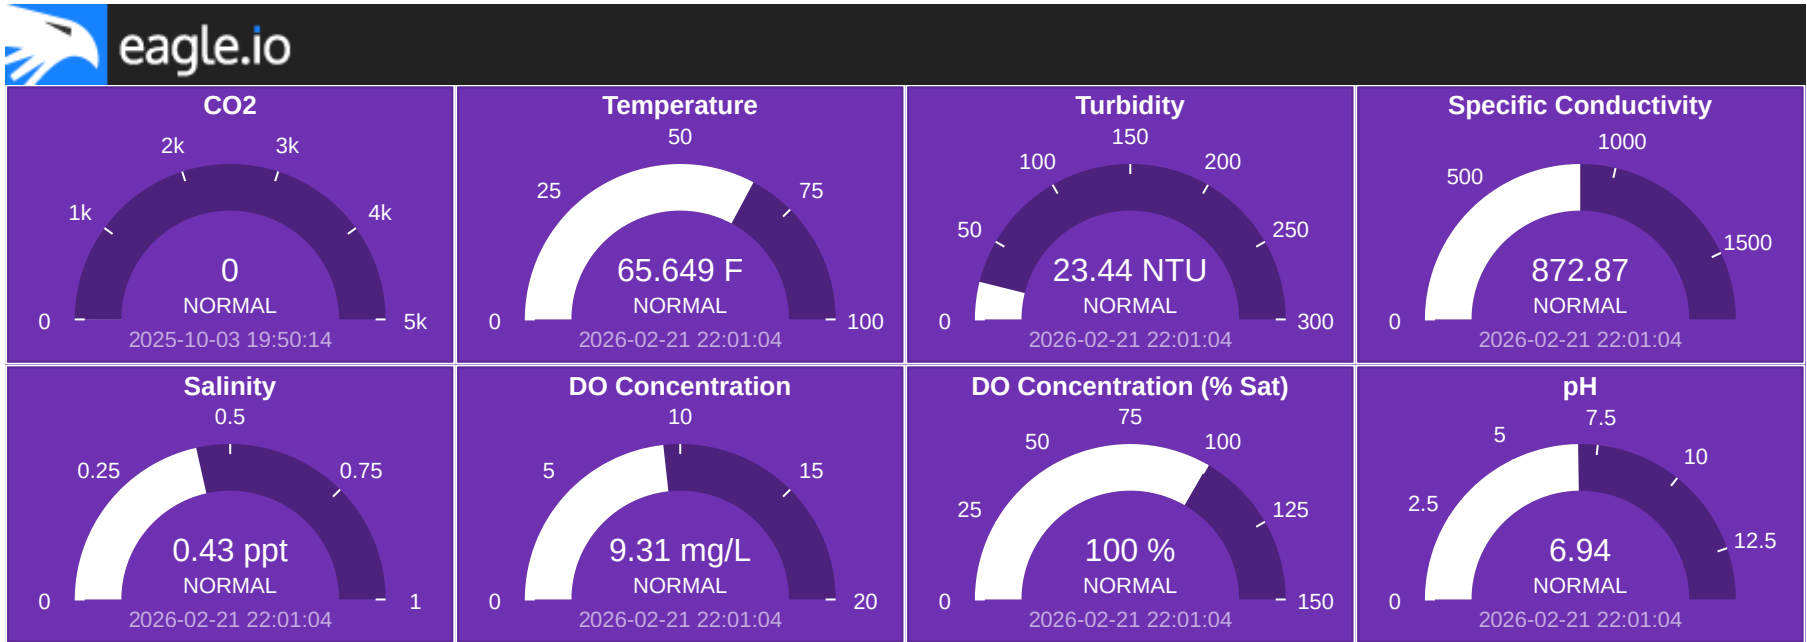 eagle.io
CO2
0
1k
2k
3k
4k
5k
0
NORMAL
2025-10-03 19:50:14
Temperature
0
25
50
75
100
65.649 F
NORMAL
2026-02-21 22:01:04
Turbidity
0
50
100
150
200
250
300
23.44 NTU
NORMAL
2026-02-21 22:01:04
Specific Conductivity
0
500
1000
1500
872.87
NORMAL
2026-02-21 22:01:04
Salinity
0
0.25
0.5
0.75
1
0.43 ppt
NORMAL
2026-02-21 22:01:04
DO Concentration
0
5
10
15
20
9.31 mg/L
NORMAL
2026-02-21 22:01:04
DO Concentration (% Sat)
0
25
50
75
100
125
150
100 %
NORMAL
2026-02-21 22:01:04
pH
0
2.5
5
7.5
10
12.5
6.94
NORMAL
2026-02-21 22:01:04